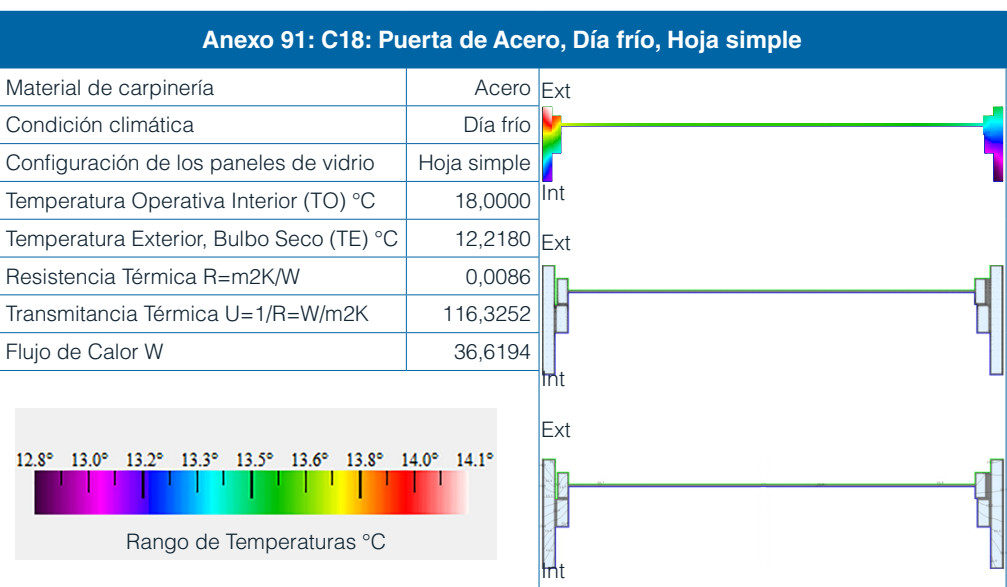 Anexo 91: C18: Puerta de Acero, Día frío, Hoja simple
Material de carpinería Acero
Condición climática Día frío
Configuración de los paneles de vidrio Hoja simple
Temperatura Operativa Interior (TO) °C 18,0000
Temperatura Exterior, Bulbo Seco (TE) °C 12,2180
Resistencia Térmica R=m2K/W 0,0086
Transmitancia Térmica U=1/R=W/m2K 116,3252
Flujo de Calor W 36,6194
Ext
Int
Ext
Int
Ext
Int
12.8° 13.0° 13.2° 13.3° 13.5° 13.6° 13.8° 14.0° 14.1°
Rango de Temperaturas °C